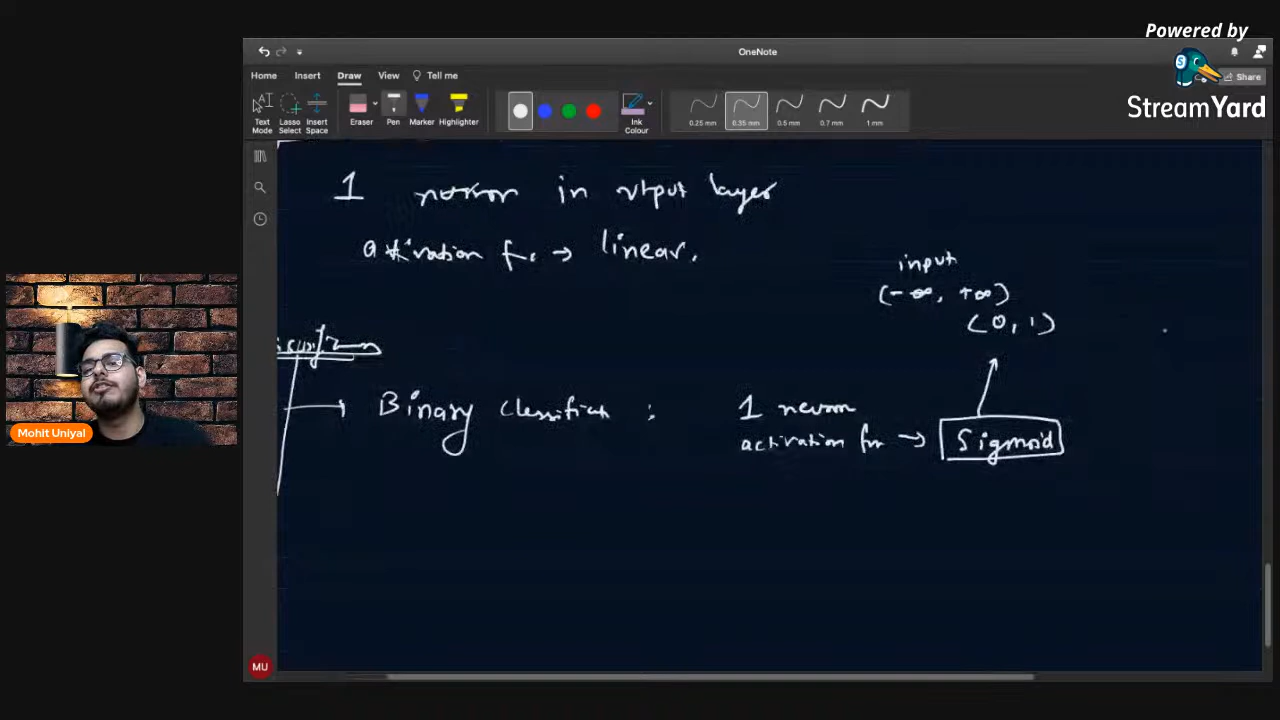 Powered by
StreamYard
OneNote
Home Insert Draw View Tell me
Share
Text Mode
Lasso Select
Insert Space
Eraser
Pen
Marker
Highlighter
Ink Colour
0.25 mm
0.35 mm
0.5 mm
0.7 mm
1 mm
1 neuron in output layer
activation fn → linear.
input
(-∞, +∞)
(0, 1)
Binary :
1 neuron
activation fn → Sigmoid
Mohit Uniyal
MU